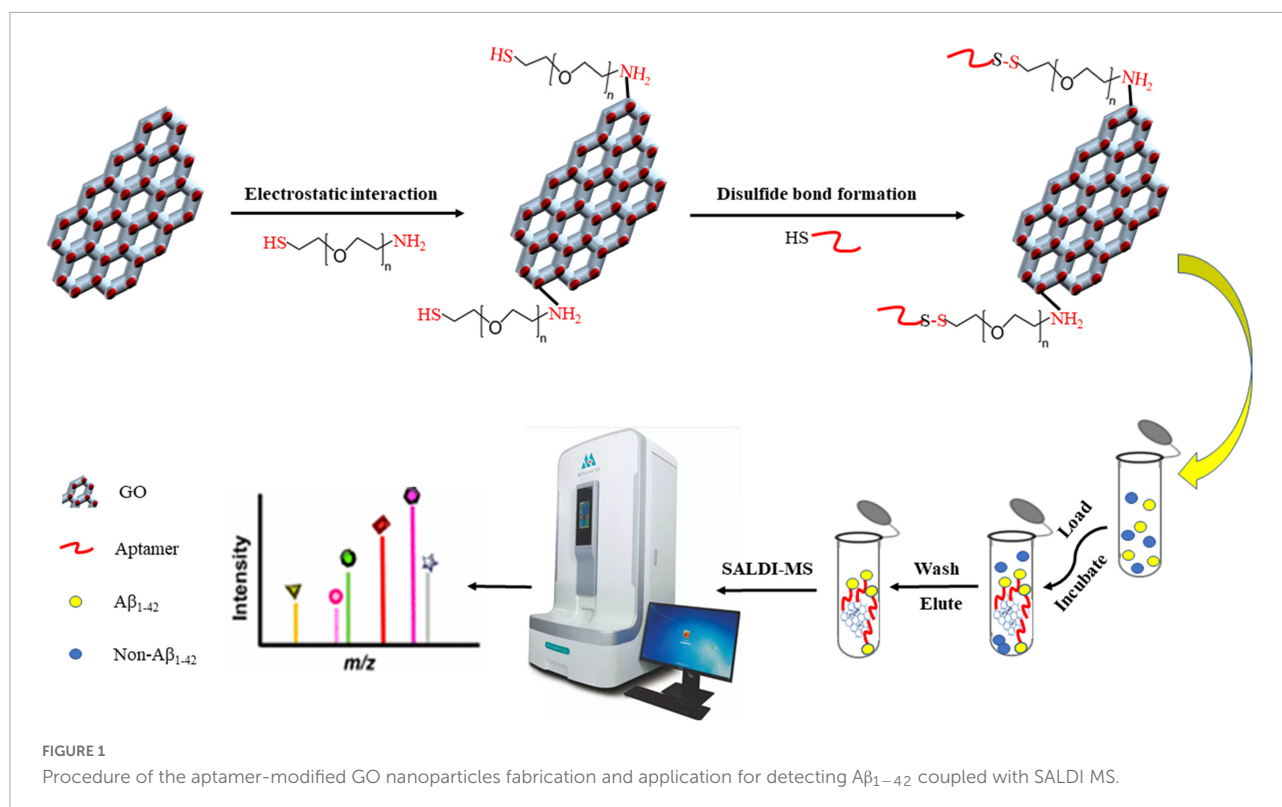 HS
O
n
NH2
HS
O
n
NH2
HS
O
n
NH2
Electrostatic interaction
Disulfide bond formation
HS
S-S
O
n
NH2
S-S
O
n
NH2
GO
Aptamer
Aβ1-42
Non-Aβ1-42
Intensity
m/z
SALDI-MS
Wash
Elute
Load
Incubate
FIGURE 1
Procedure of the aptamer-modified GO nanoparticles fabrication and application for detecting Aβ1−42 coupled with SALDI MS.